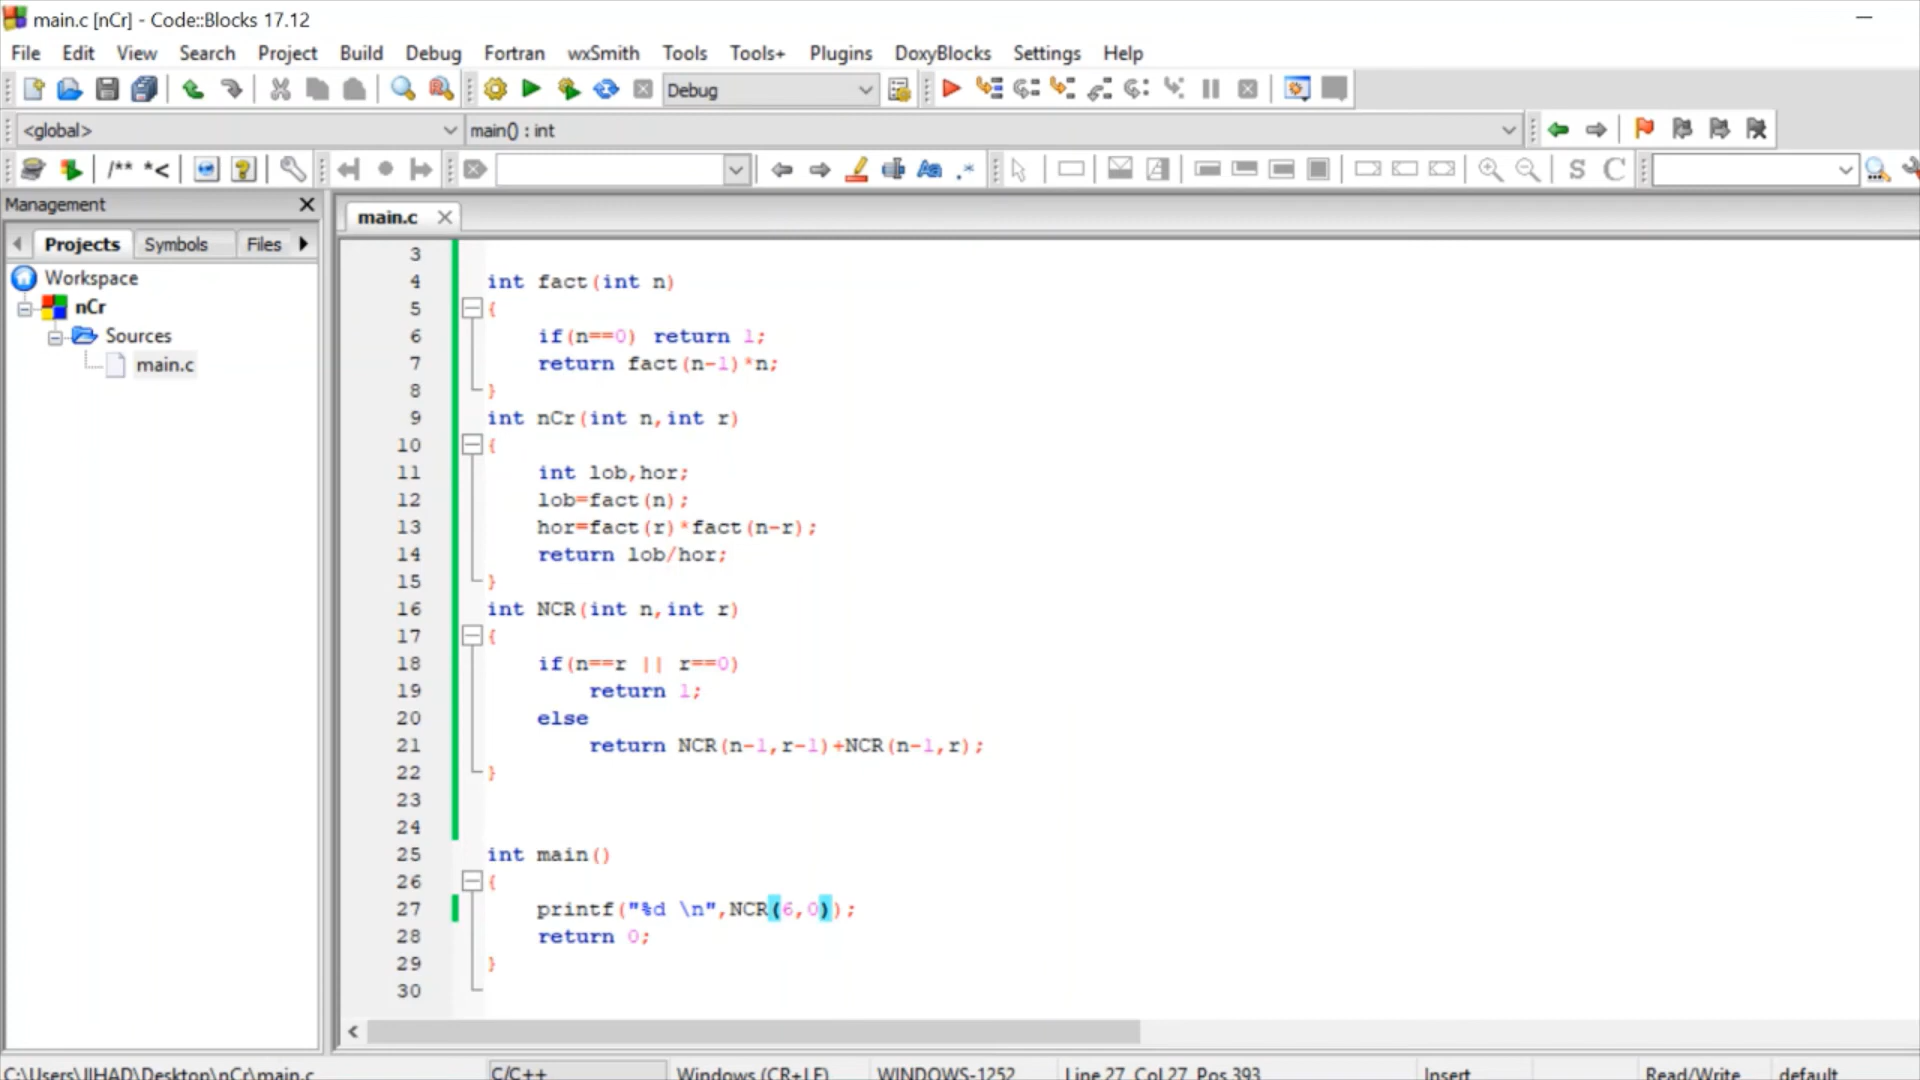 main.c [nCr] - Code::Blocks 17.12
File Edit View Search Project Build Debug Fortran wxSmith Tools Tools+ Plugins DoxyBlocks Settings Help
Debug
<global> main() : int
/** *< Aa .* S C
Management
main.c
Projects Symbols Files
Workspace
nCr
Sources
main.c
3
4 int fact(int n)
5 {
6 if(n==0) return 1;
7 return fact(n-1)*n;
8 }
9 int nCr(int n,int r)
10 {
11 int lob,hor;
12 lob=fact(n);
13 hor=fact(r)*fact(n-r);
14 return lob/hor;
15 }
16 int NCR(int n,int r)
17 {
18 if(n==r || r==0)
19 return 1;
20 else
21 return NCR(n-1,r-1)+NCR(n-1,r);
22 }
23
24
25 int main()
26 {
27 printf("%d \n",NCR(6,0));
28 return 0;
29 }
30
C:\Users\JIHAD\Desktop\nCr\main.c C/C++ Windows (CR+LF) WINDOWS-1252 Line 27, Col 27, Pos 393 Insert Read/Write default